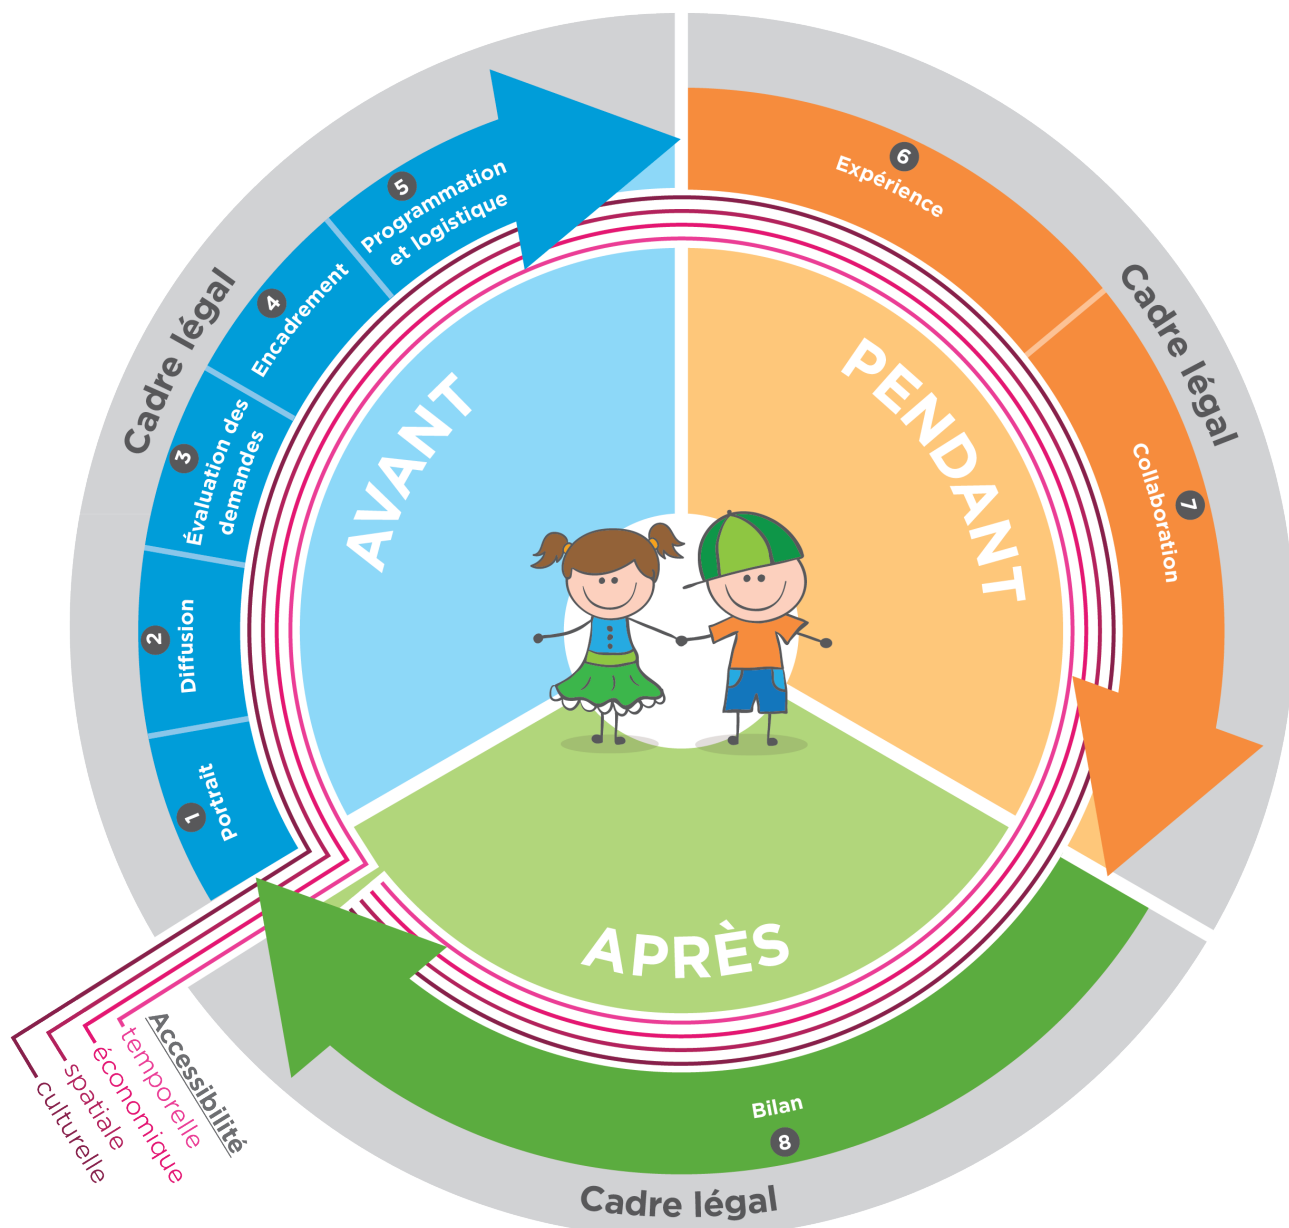 AVANT
Cadre légal
1
Portrait
2
Diffusion
3
Évaluation des
demandes
4
Encadrement
5
Programmation
et logistique
PENDANT
Cadre légal
6
Expérience
7
Collaboration
APRÈS
8
Bilan
Cadre légal
Accessibilité
temporelle
économique
spatiale
culturelle